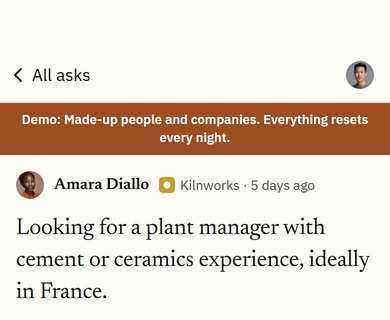 All asks
Demo: Made-up people and companies. Everything resets
every night.
Amara Diallo Kilnworks · 5 days ago
Looking for a plant manager with
cement or ceramics experience, ideally
in France.